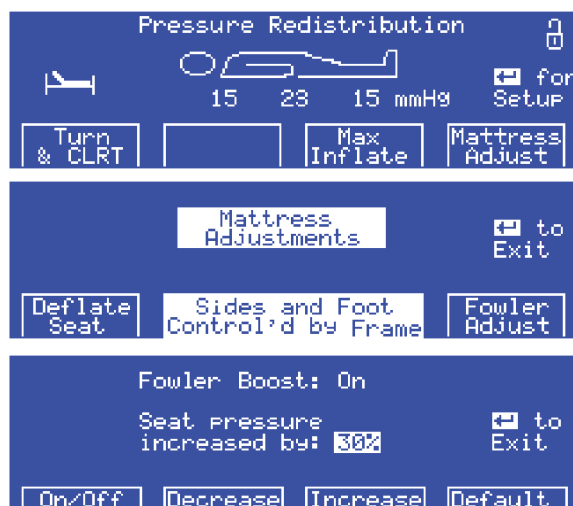 Pressure Redistribution
for
15 23 15 mmHg Setup
Turn Max Mattress
& CLRT Inflate Adjust
Mattress
Adjustments
to
Exit
Deflate Sides and Foot Fowler
Seat Control'd by Frame Adjust
Fowler Boost: On
Seat pressure to
increased by: 30% Exit
On/Off Decrease Increase Default